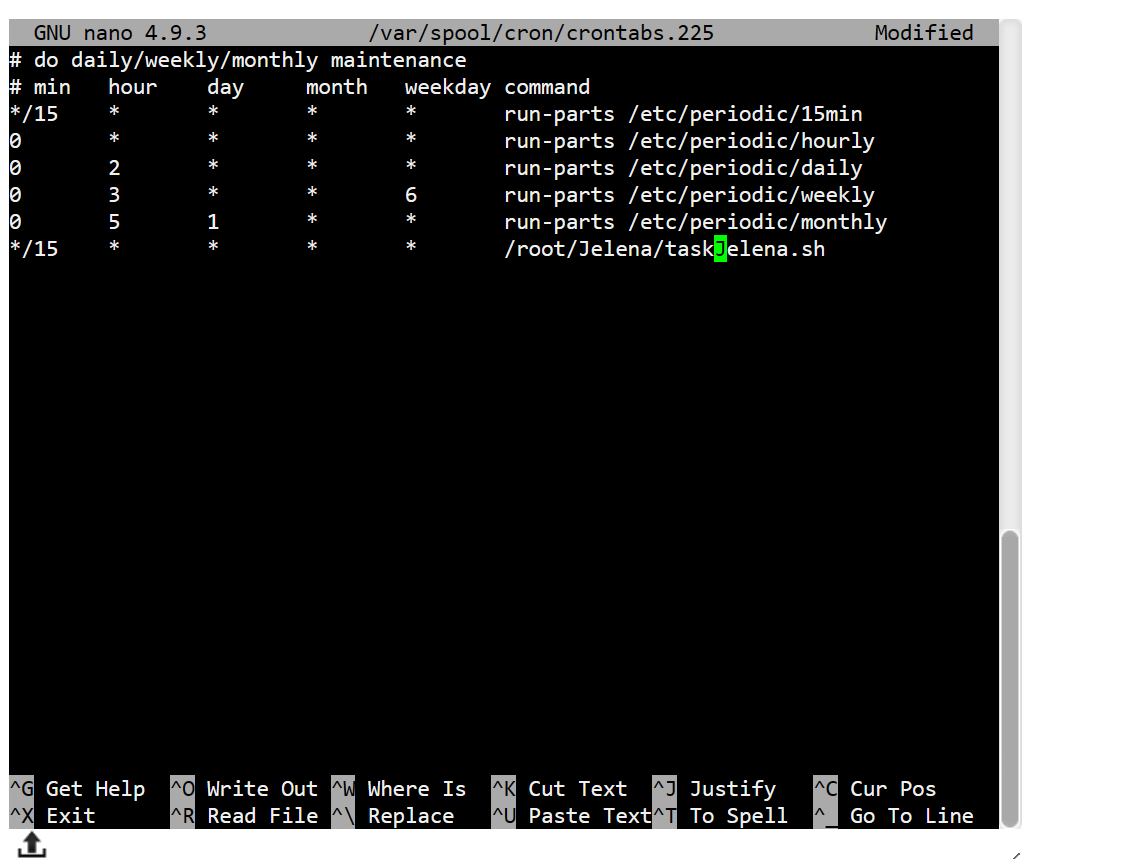 GNU nano 4.9.3 /var/spool/cron/crontabs.225 Modified
# do daily/weekly/monthly maintenance
# min hour day month weekday command
*/15 * * * * run-parts /etc/periodic/15min
0 * * * * run-parts /etc/periodic/hourly
0 2 * * * run-parts /etc/periodic/daily
0 3 * * 6 run-parts /etc/periodic/weekly
0 5 1 * * run-parts /etc/periodic/monthly
*/15 * * * * /root/Jelena/taskJelena.sh
^G Get Help ^O Write Out ^W Where Is ^K Cut Text ^J Justify ^C Cur Pos
^X Exit ^R Read File ^\ Replace ^U Paste Text ^T To Spell ^_ Go To Line